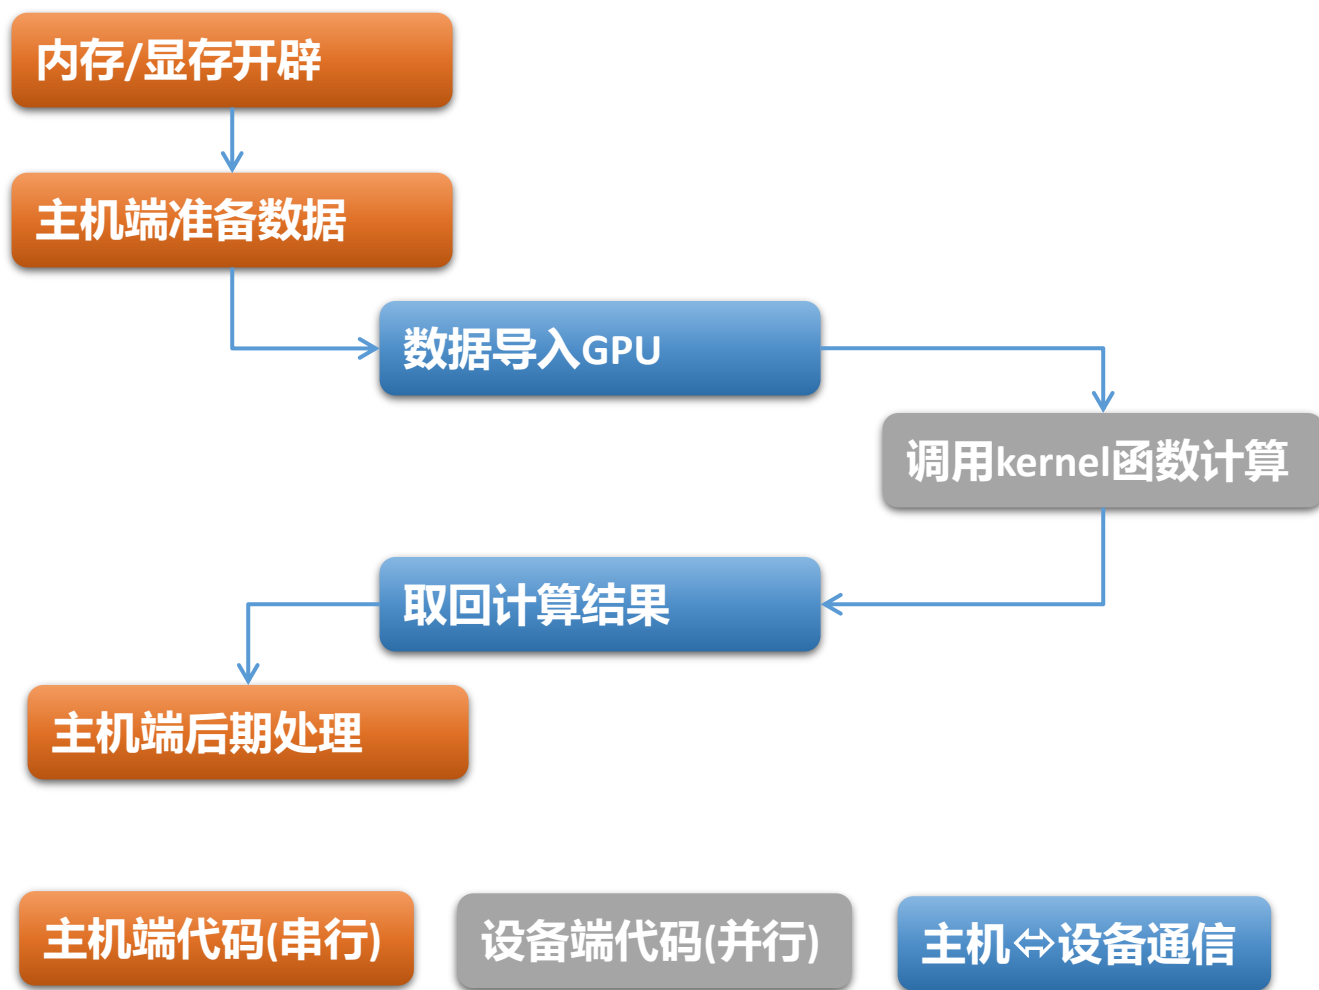 内存/显存开辟
主机端准备数据
数据导入GPU
调用kernel函数计算
取回计算结果
主机端后期处理
主机端代码(串行)
设备端代码(并行)
主机⇔设备通信